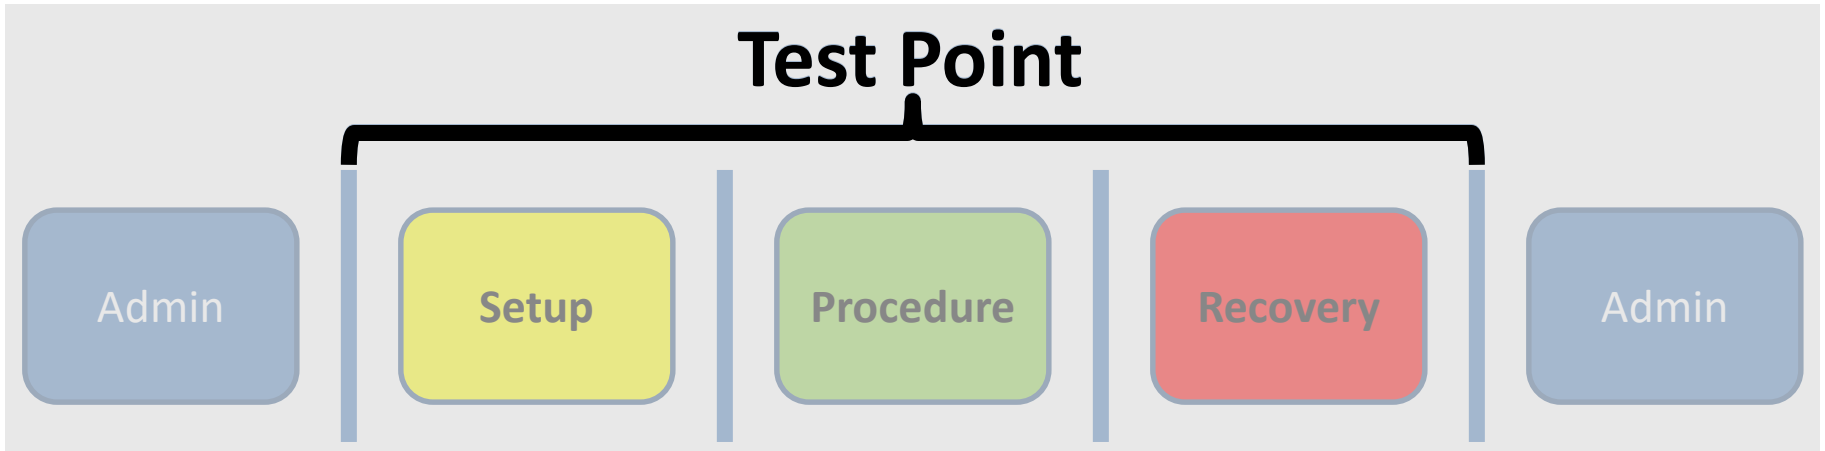 Test Point
Admin
Setup
Procedure
Recovery
Admin